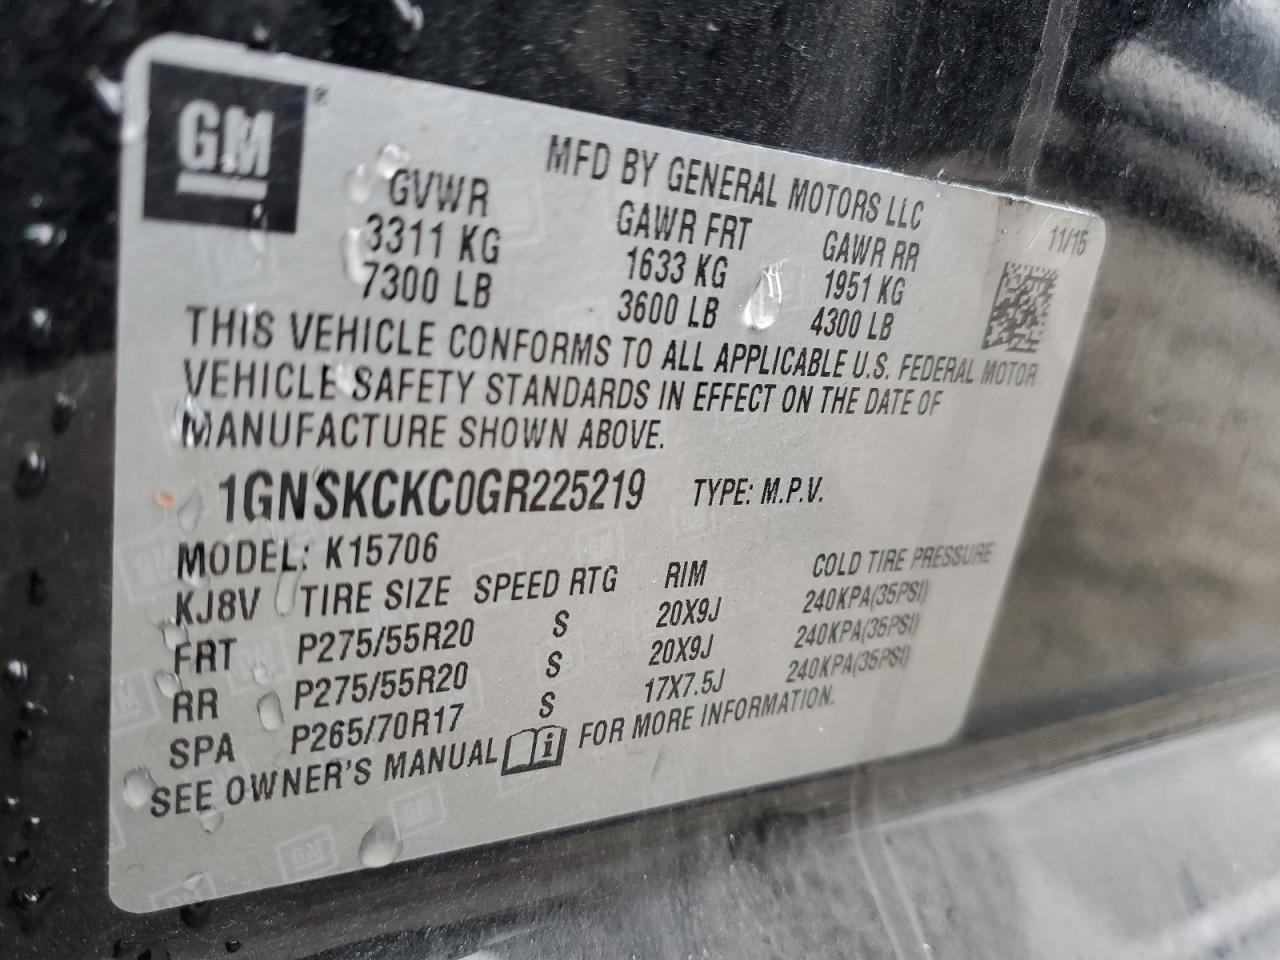 GM ®
MFD BY GENERAL MOTORS LLC
11/15
GVWR GAWR FRT GAWR RR
3311 KG 1633 KG 1951 KG
7300 LB 3600 LB 4300 LB
THIS VEHICLE CONFORMS TO ALL APPLICABLE U.S. FEDERAL MOTOR
VEHICLE SAFETY STANDARDS IN EFFECT ON THE DATE OF
MANUFACTURE SHOWN ABOVE.
1GNSKCKC0GR225219 TYPE: M.P.V.
MODEL: K15706
KJ8V TIRE SIZE SPEED RTG RIM COLD TIRE PRESSURE
FRT P275/55R20 S 20X9J 240KPA(35PSI)
RR P275/55R20 S 20X9J 240KPA(35PSI)
SPA P265/70R17 S 17X7.5J 240KPA(35PSI)
SEE OWNER'S MANUAL i FOR MORE INFORMATION.
GM